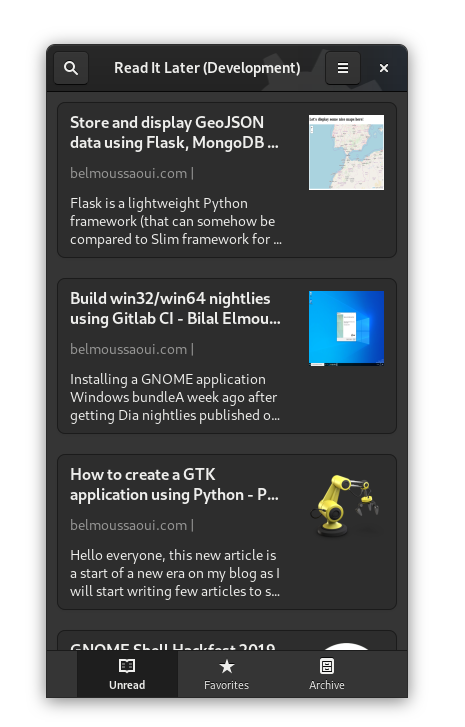 Read It Later (Development)
Store and display GeoJSON
data using Flask, MongoDB ...
Let's display some nice maps here!
belmoussaoui.com |
Flask is a lightweight Python
framework (that can somehow be
compared to Slim framework for ...
Build win32/win64 nightlies
using Gitlab CI - Bilal Elmou...
belmoussaoui.com |
Installing a GNOME application
Windows bundleA week ago after
getting Dia nightlies published o...
How to create a GTK
application using Python - P...
belmoussaoui.com |
Hello everyone, this new article is
a start of a new era on my blog as I
will start writing few articles to s...
GNOME Shell Hackfest 2019
Unread
Favorites
Archive